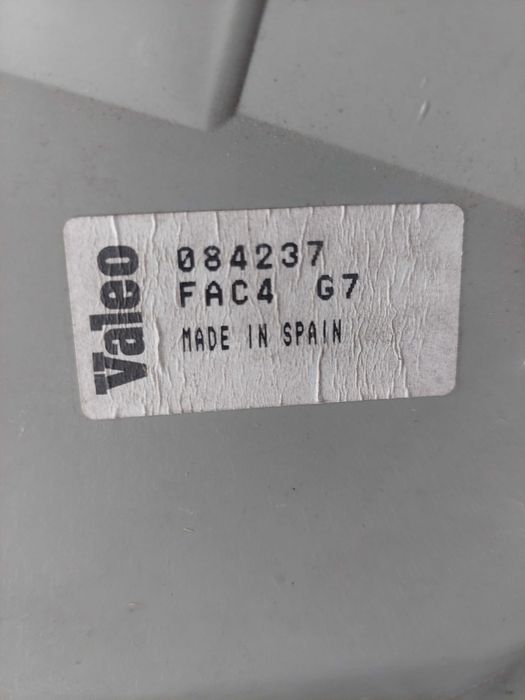 Valeo
084237
FAC4 G7
MADE IN SPAIN